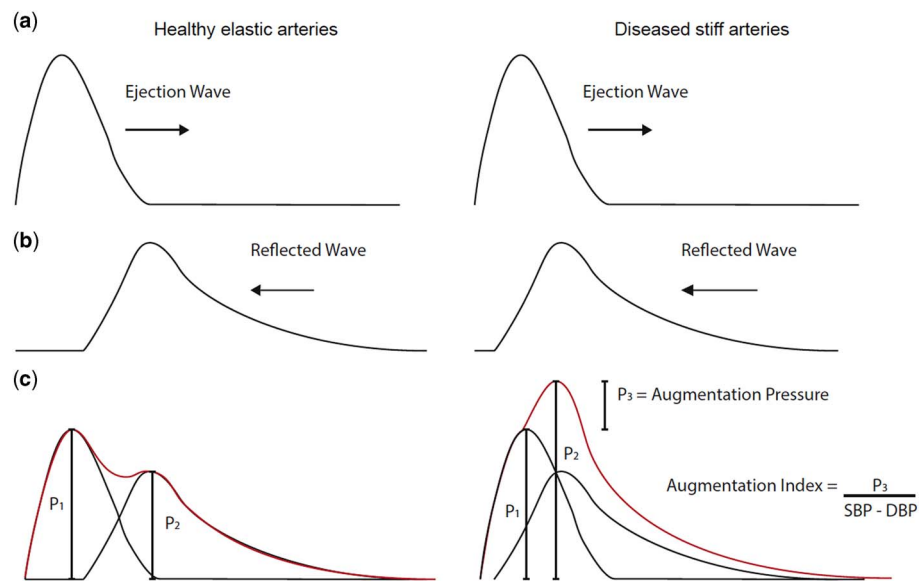 (a)
Healthy elastic arteries
Diseased stiff arteries
Ejection Wave
Ejection Wave
(b)
Reflected Wave
Reflected Wave
(c)
P1
P2
P1
P2
P3 = Augmentation Pressure
Augmentation Index = P3
SBP - DBP